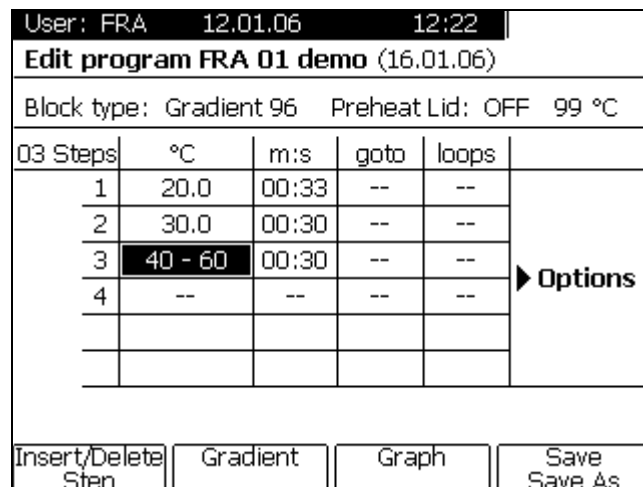 User: FRA 12.01.06 12:22
Edit program FRA 01 demo (16.01.06)
Block type: Gradient 96 Preheat Lid: OFF 99 °C
03 Steps °C m:s goto loops
1 20.0 00:33 -- --
2 30.0 00:30 -- --
3 40 - 60 00:30 -- --
▶ Options
4 -- -- -- --
Insert/Delete Step
Gradient
Graph
Save
Save As